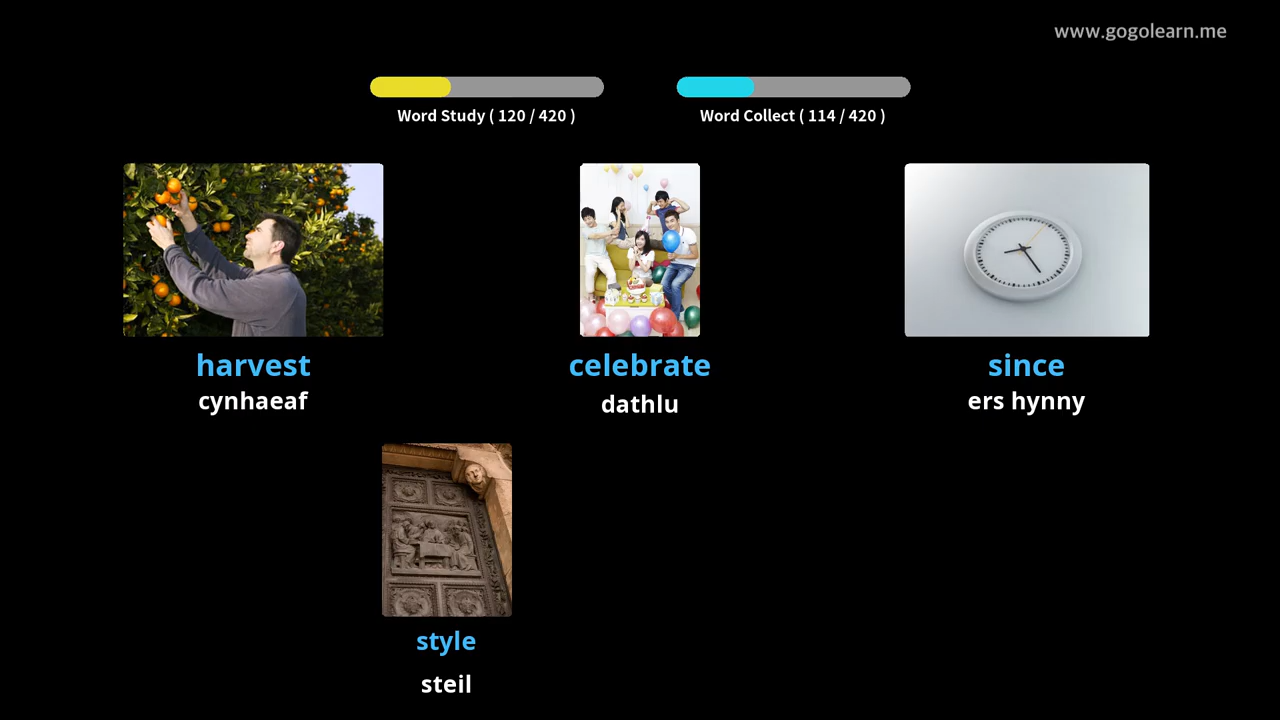 www.gogolearn.me
Word Study ( 120 / 420 )
Word Collect ( 114 / 420 )
harvest
cynhaeaf
celebrate
dathlu
since
ers hynny
style
steil